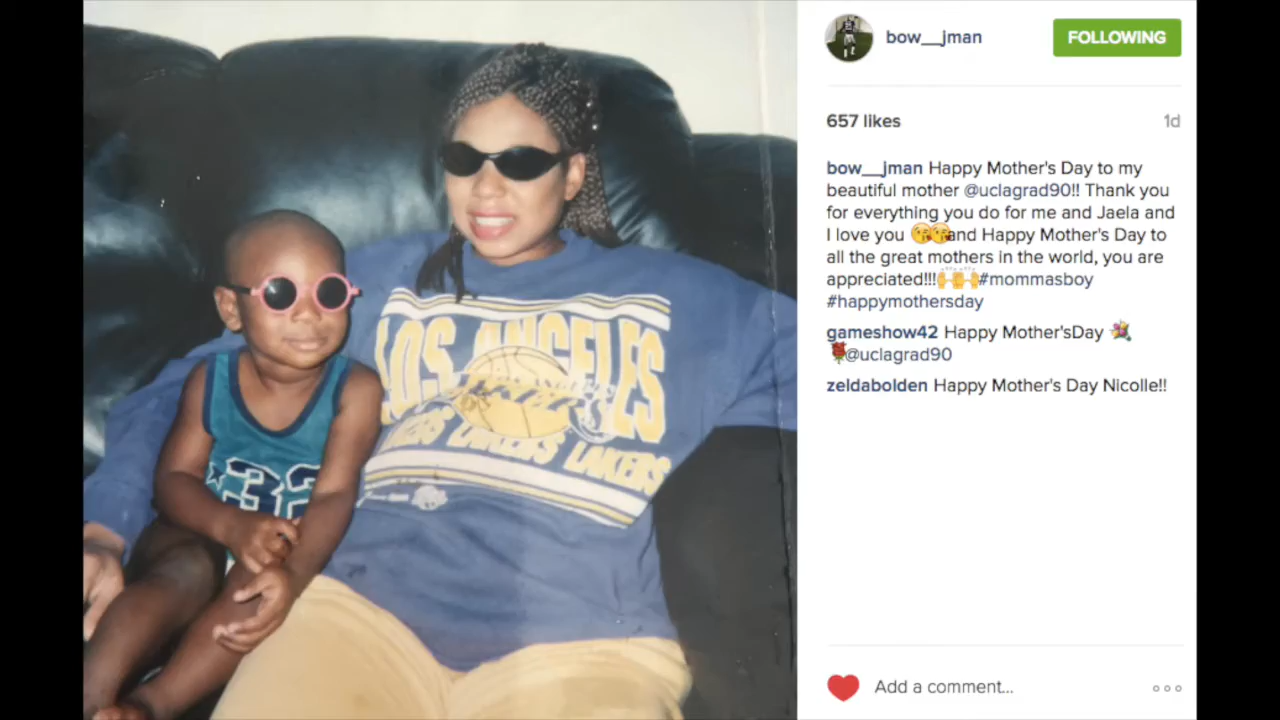 bow__jman
FOLLOWING
657 likes
1d
bow__jman Happy Mother's Day to my
beautiful mother @uclagrad90!! Thank you
for everything you do for me and Jaela and
I love you 😘😘and Happy Mother's Day to
all the great mothers in the world, you are
appreciated!!!🙌🙌#mommasboy
#happymothersday
gameshow42 Happy Mother'sDay 💐
🌹@uclagrad90
zeldabolden Happy Mother's Day Nicolle!!
Add a comment...
LOS ANGELES
LAKERS LAKERS LAKERS
32